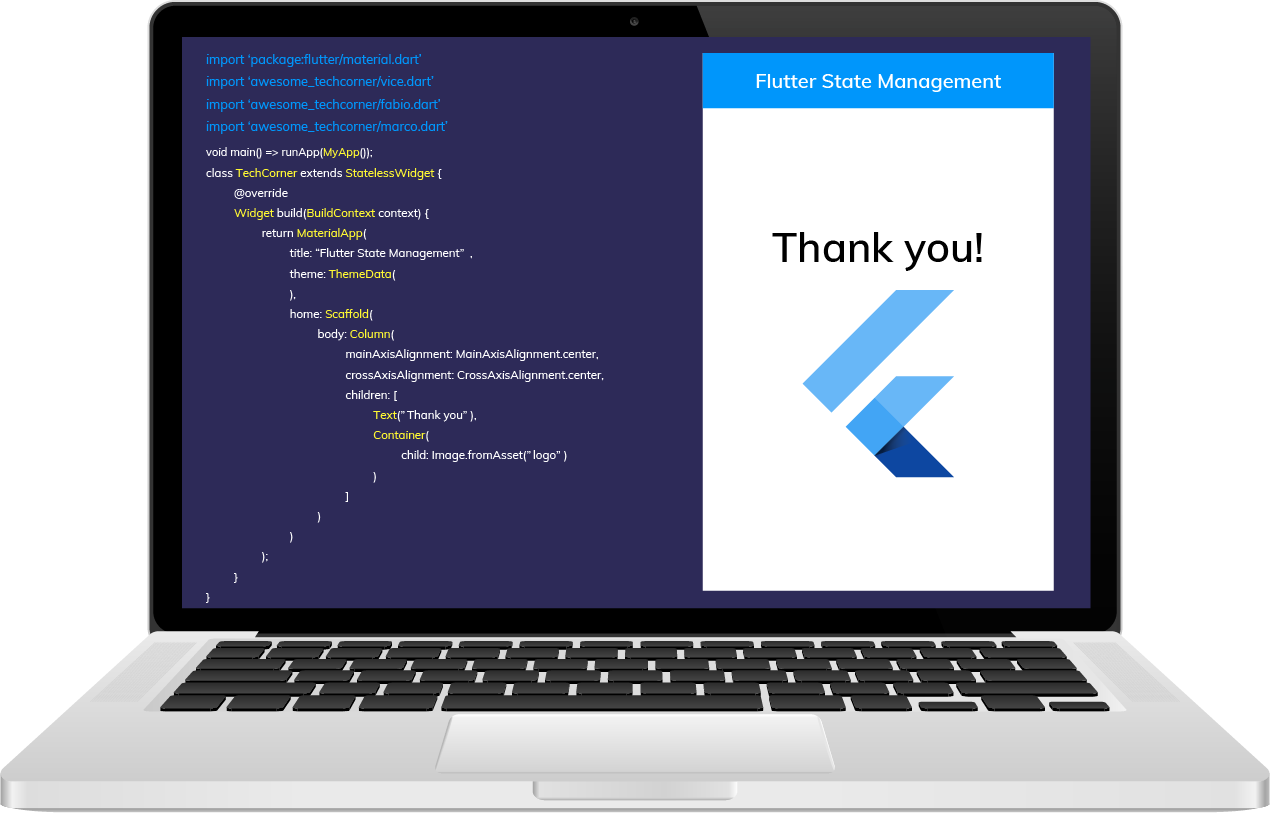 import ‘package:flutter/material.dart’
import ‘awesome_techcorner/vice.dart’
import ‘awesome_techcorner/fabio.dart’
import ‘awesome_techcorner/marco.dart’
void main() => runApp(MyApp());
class TechCorner extends StatelessWidget {
@override
Widget build(BuildContext context) {
return MaterialApp(
title: “Flutter State Management” ,
theme: ThemeData(
),
home: Scaffold(
body: Column(
mainAxisAlignment: MainAxisAlignment.center,
crossAxisAlignment: CrossAxisAlignment.center,
children: [
Text(” Thank you” ),
Container(
child: Image.fromAsset(” logo” )
)
]
)
)
);
}
}
Flutter State Management
Thank you!